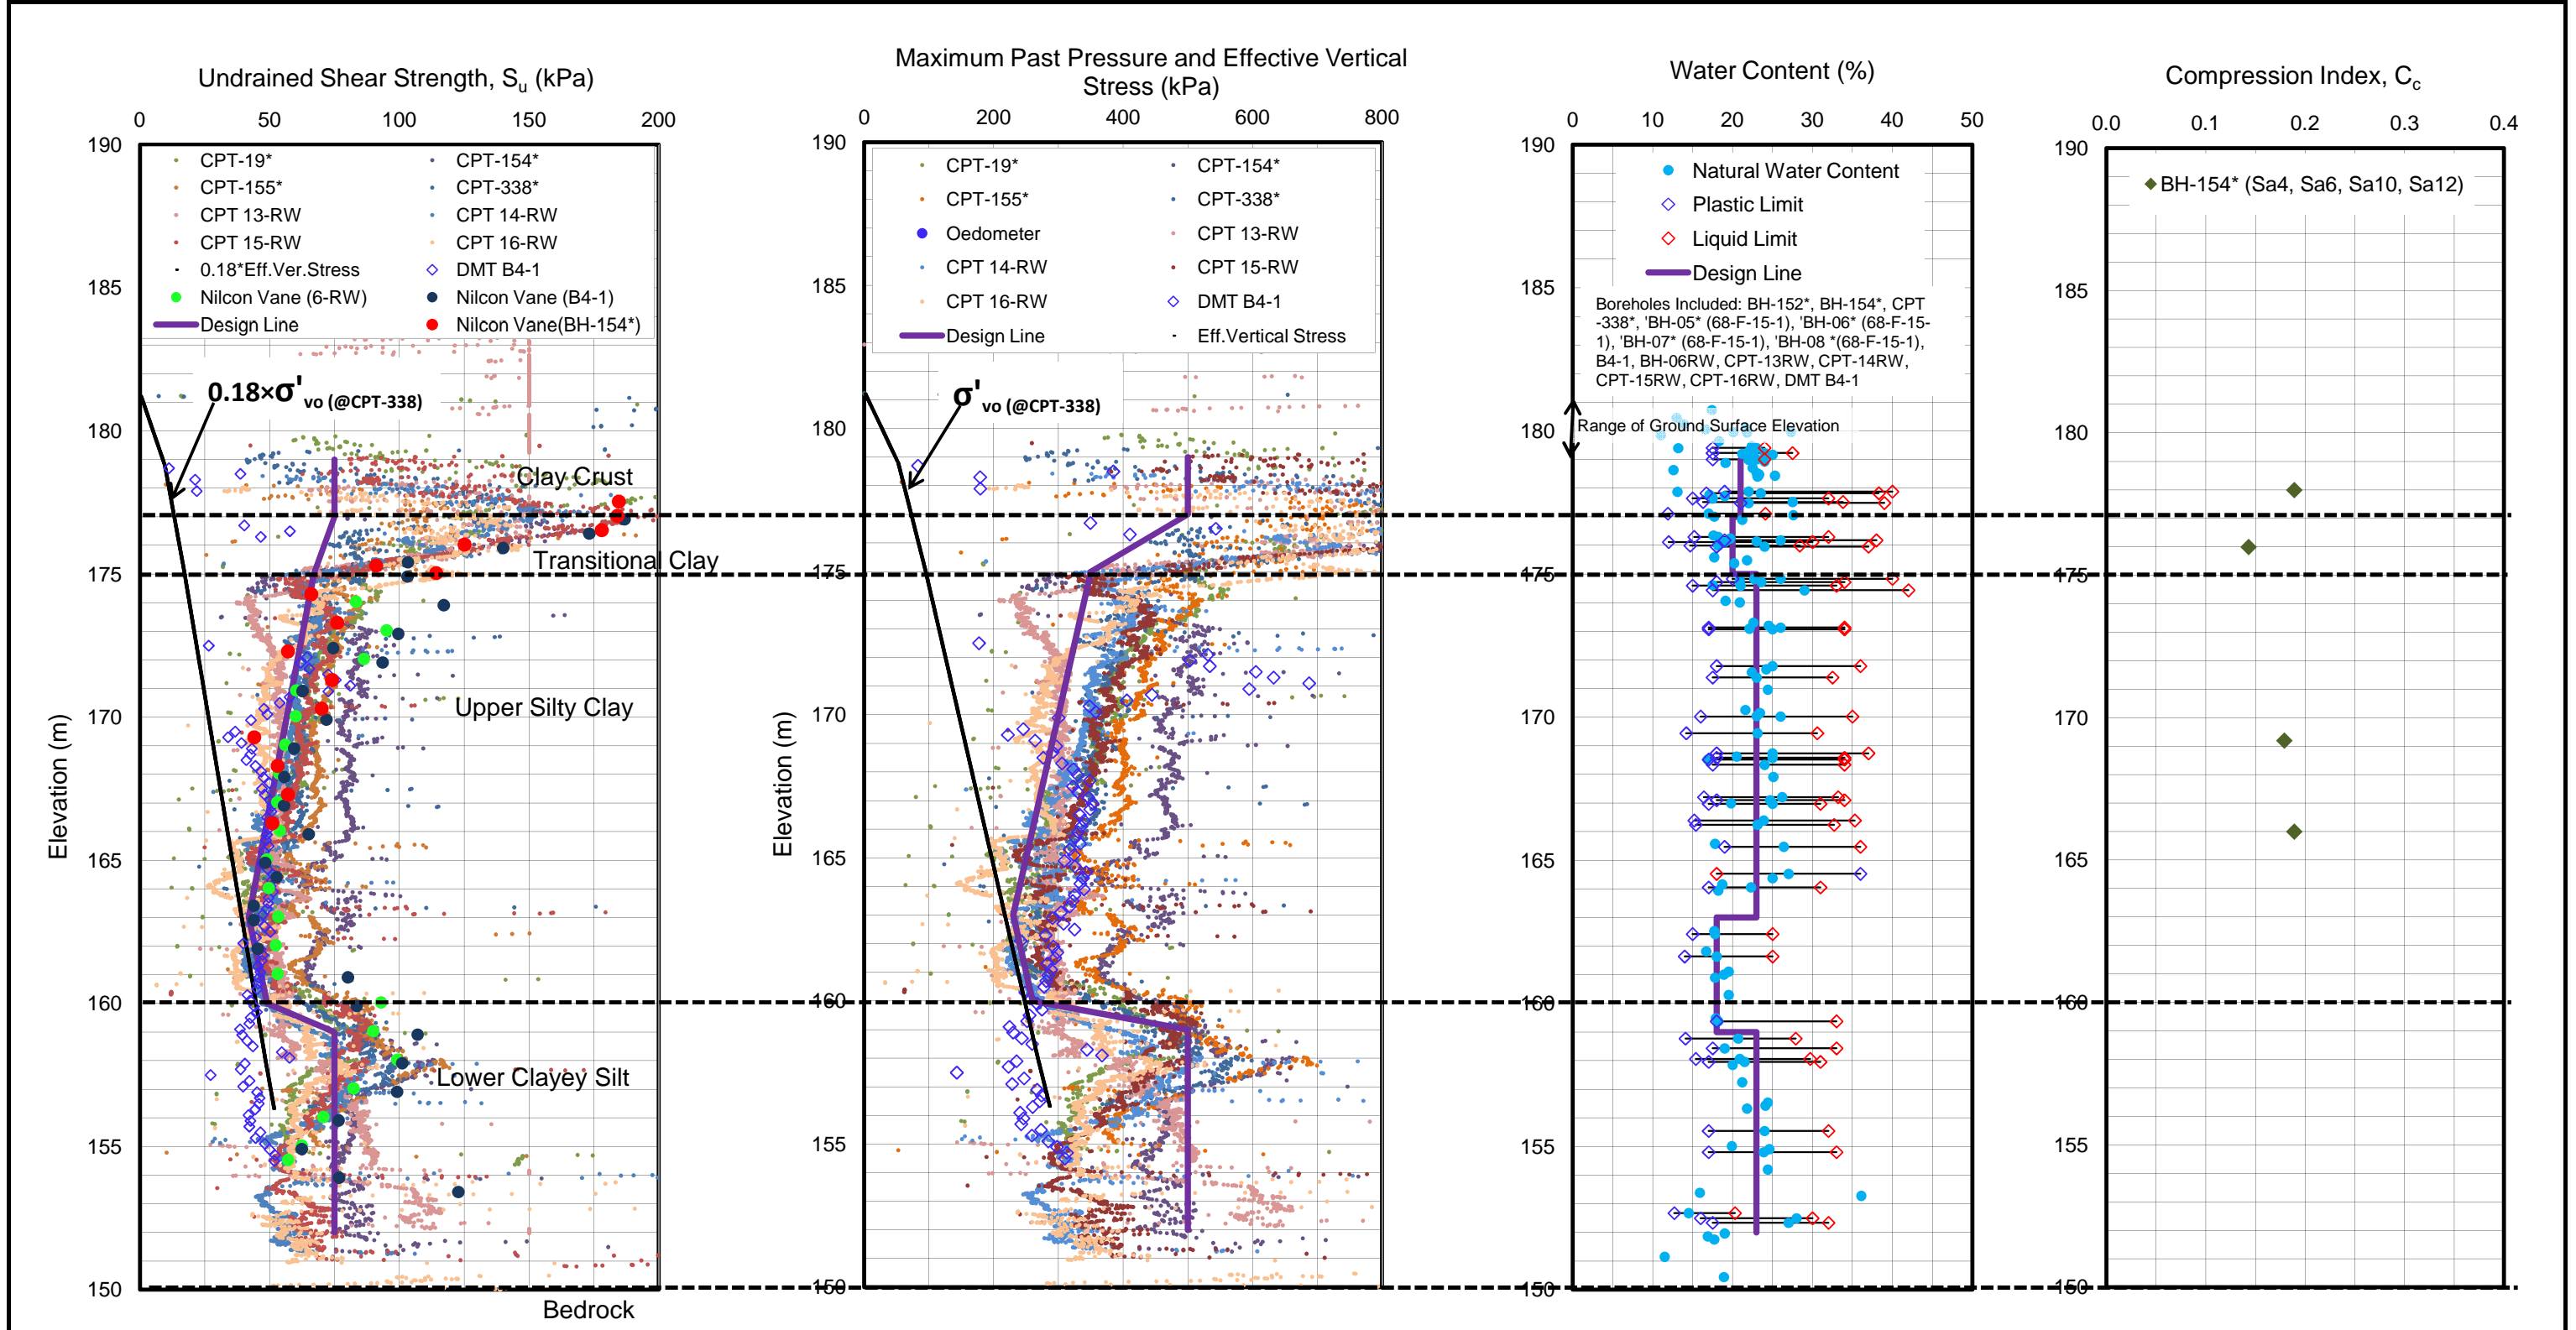 Undrained Shear Strength, Su (kPa)
0 50 100 150 200
190
185
180
175
170
165
160
155
150
Elevation (m)
CPT-19* CPT-154*
CPT-155* CPT-338*
CPT 13-RW CPT 14-RW
CPT 15-RW CPT 16-RW
0.18*Eff.Ver.Stress DMT B4-1
Nilcon Vane (6-RW) Nilcon Vane (B4-1)
Design Line Nilcon Vane(BH-154*)
0.18×σ'vo (@CPT-338)
Clay Crust
Transitional Clay
Upper Silty Clay
Lower Clayey Silt
Bedrock
Maximum Past Pressure and Effective Vertical
Stress (kPa)
0 200 400 600 800
190
185
180
175
170
165
160
155
150
Elevation (m)
CPT-19* CPT-154*
CPT-155* CPT-338*
Oedometer CPT 13-RW
CPT 14-RW CPT 15-RW
CPT 16-RW DMT B4-1
Design Line Eff.Vertical Stress
σ'vo (@CPT-338)
Water Content (%)
0 10 20 30 40 50
190
185
180
175
170
165
160
155
150
Natural Water Content
Plastic Limit
Liquid Limit
Design Line
Boreholes Included: BH-152*, BH-154*, CPT
-338*, 'BH-05* (68-F-15-1), 'BH-06* (68-F-15-
1), 'BH-07* (68-F-15-1), 'BH-08 *(68-F-15-1),
B4-1, BH-06RW, CPT-13RW, CPT-14RW,
CPT-15RW, CPT-16RW, DMT B4-1
Range of Ground Surface Elevation
Compression Index, Cc
0.0 0.1 0.2 0.3 0.4
190
185
180
175
170
165
160
155
150
BH-154* (Sa4, Sa6, Sa10, Sa12)